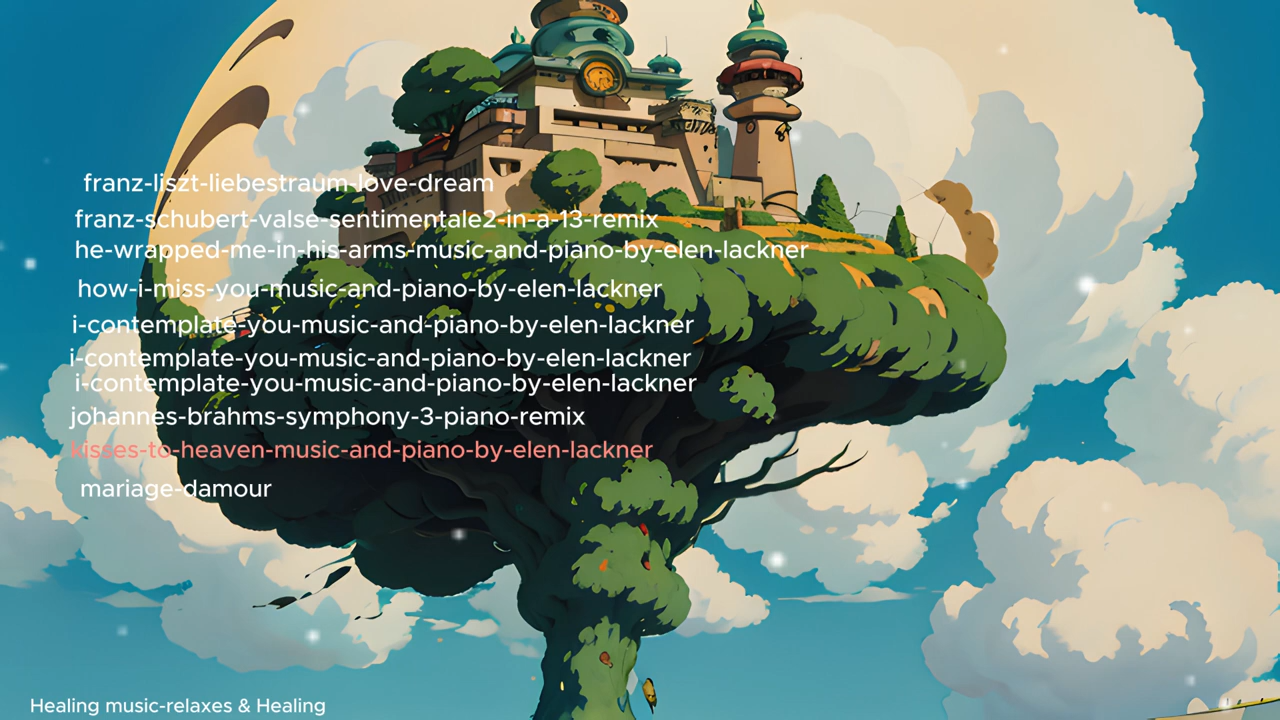 franz-liszt-liebestraum-love-dream
franz-schubert-valse-sentimentale2-in-a-13-remix
he-wrapped-me-in-his-arms-music-and-piano-by-elen-lackner
how-i-miss-you-music-and-piano-by-elen-lackner
i-contemplate-you-music-and-piano-by-elen-lackner
i-contemplate-you-music-and-piano-by-elen-lackner
i-contemplate-you-music-and-piano-by-elen-lackner
johannes-brahms-symphony-3-piano-remix
kisses-to-heaven-music-and-piano-by-elen-lackner
mariage-damour
Healing music-relaxes & Healing